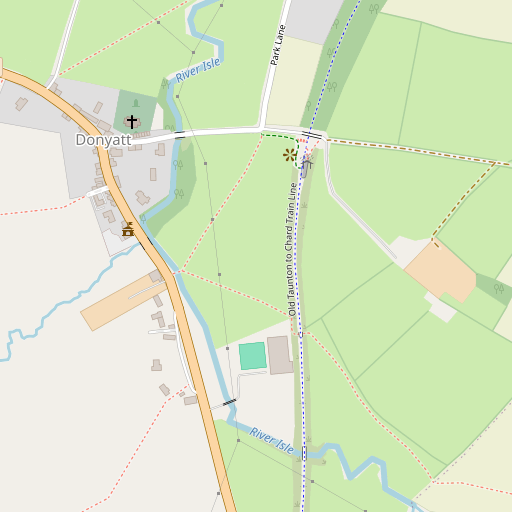 River Isle
Park Lane
Donyatt
Old Taunton to Chard Train Line
River Isle